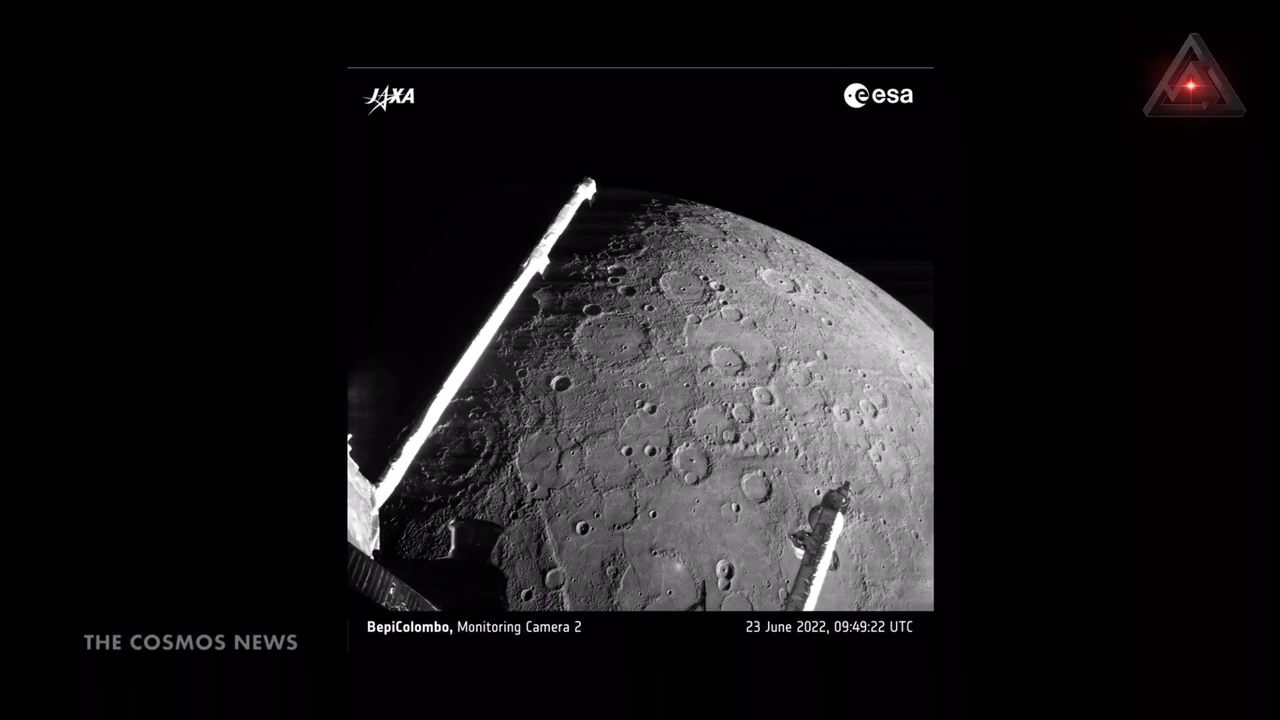 JAXA
esa
BepiColombo, Monitoring Camera 2
23 June 2022, 09:49:22 UTC
THE COSMOS NEWS